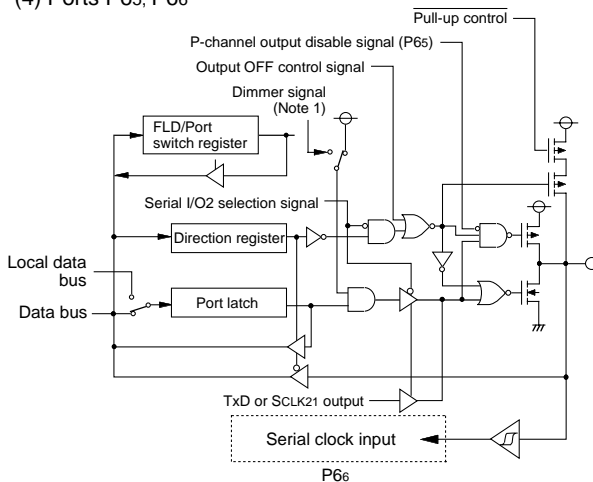 (4) Ports P65, P66
Pull-up control
P-channel output disable signal (P65)
Output OFF control signal
Dimmer signal
(Note 1)
FLD/Port
switch register
Serial I/O2 selection signal
Direction register
Local data
bus
Port latch
Data bus
TxD or SCLK21 output
Serial clock input
P66